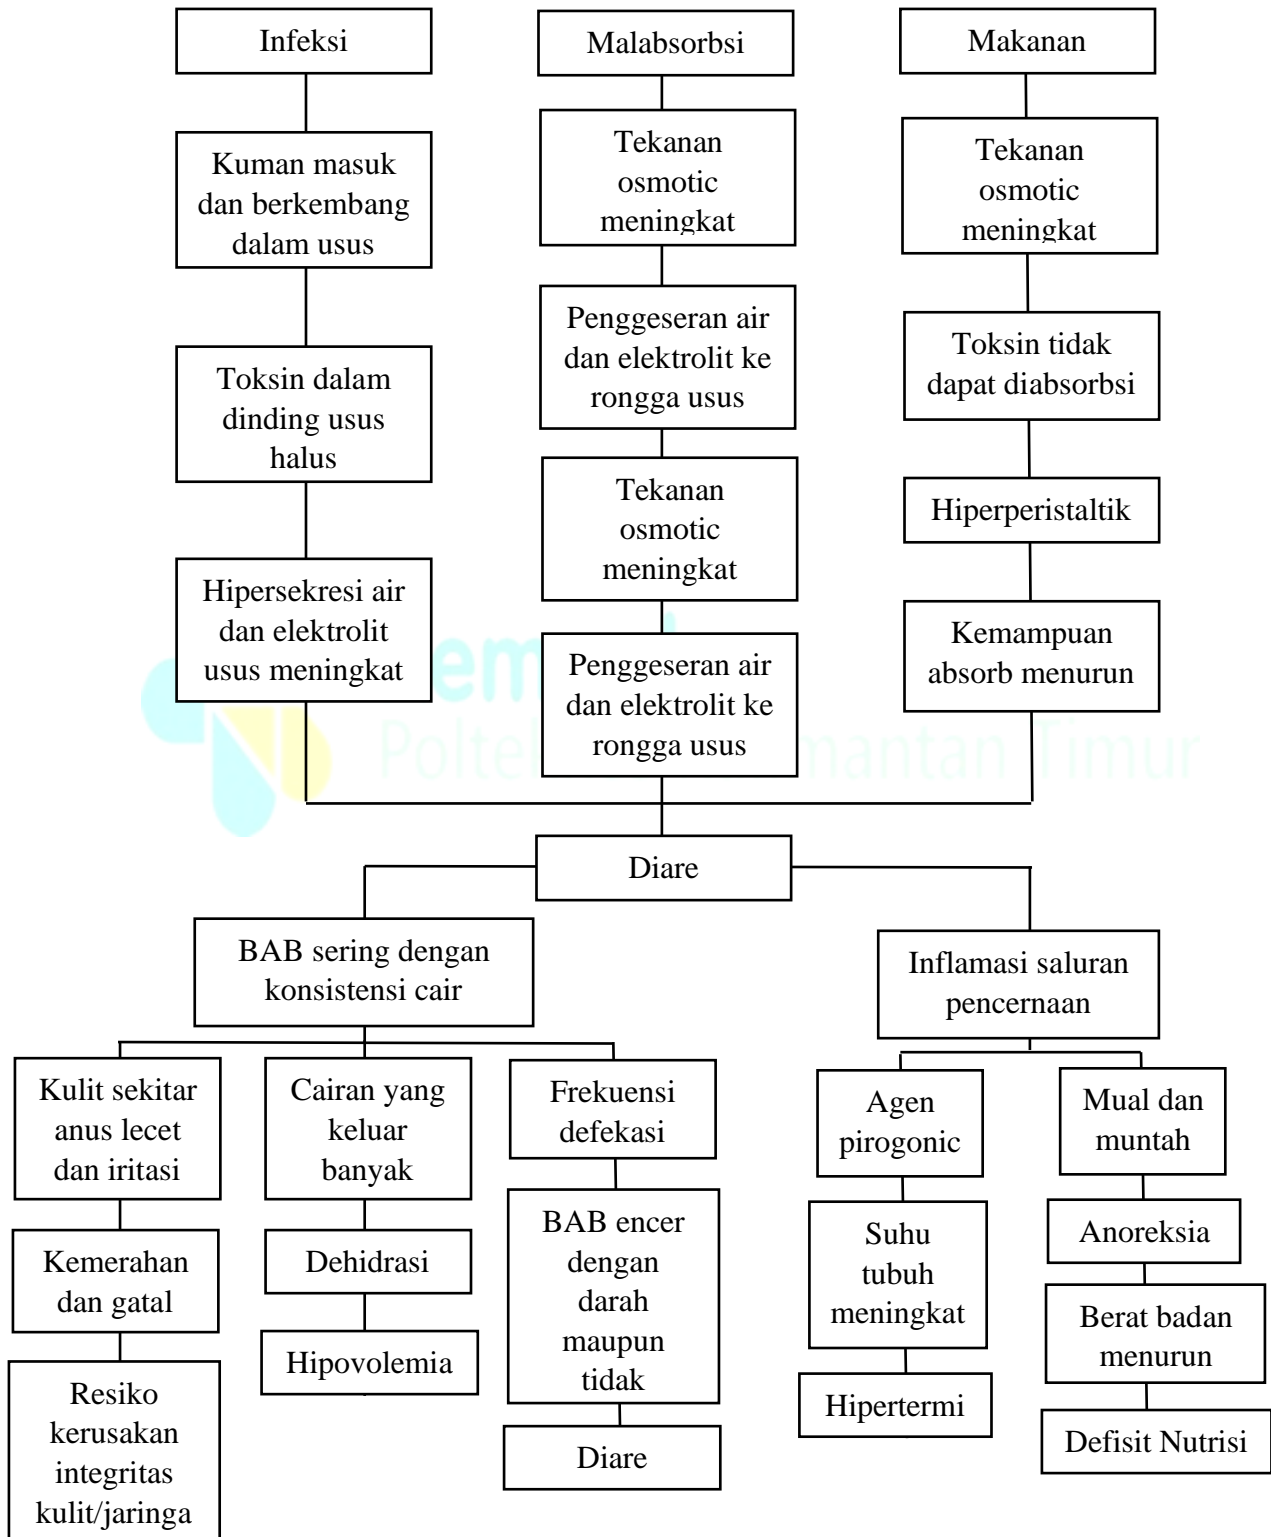 Infeksi
Malabsorbsi
Makanan
Kuman masuk
dan berkembang
dalam usus
Tekanan
osmotic
meningkat
Tekanan
osmotic
meningkat
Toksin dalam
dinding usus
halus
Penggeseran air
dan elektrolit ke
rongga usus
Toksin tidak
dapat diabsorbsi
Tekanan
osmotic
meningkat
Hiperperistaltik
Hipersekresi air
dan elektrolit
usus meningkat
Penggeseran air
dan elektrolit ke
rongga usus
Kemampuan
absorb menurun
mantan Timur
Diare
BAB sering dengan
konsistensi cair
Inflamasi saluran
pencernaan
Kulit sekitar
anus lecet
dan iritasi
Cairan yang
keluar
banyak
Frekuensi
defekasi
Agen
pirogonic
Mual dan
muntah
Kemerahan
dan gatal
Dehidrasi
BAB encer
dengan
darah
maupun
tidak
Suhu
tubuh
meningkat
Anoreksia
Resiko
kerusakan
integritas
kulit/jaringa
Hipovolemia
Diare
Hipertermi
Berat badan
menurun
Defisit Nutrisi